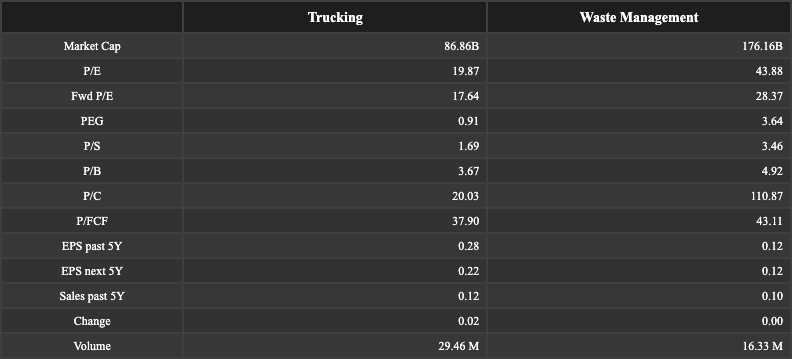 Trucking Waste Management
Market Cap 86.86B 176.16B
P/E 19.87 43.88
Fwd P/E 17.64 28.37
PEG 0.91 3.64
P/S 1.69 3.46
P/B 3.67 4.92
P/C 20.03 110.87
P/FCF 37.90 43.11
EPS past 5Y 0.28 0.12
EPS next 5Y 0.22 0.12
Sales past 5Y 0.12 0.10
Change 0.02 0.00
Volume 29.46 M 16.33 M